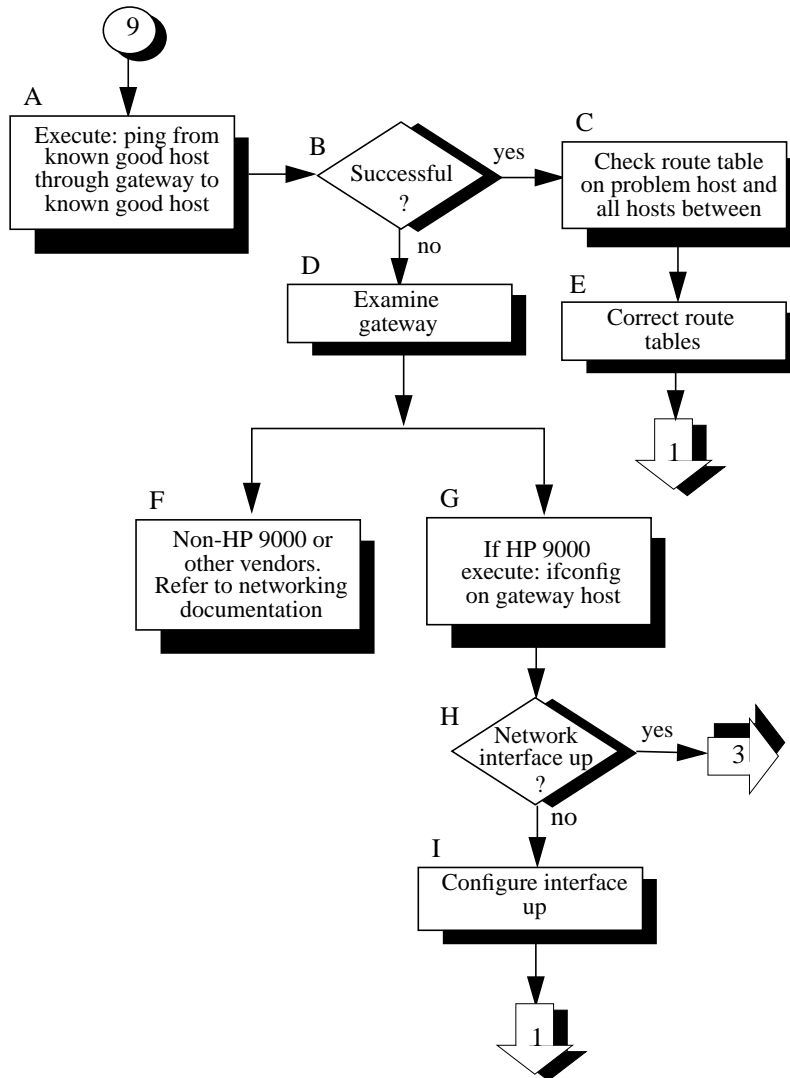 9
A
Execute: ping from
known good host
through gateway to
known good host
B
Successful
?
yes
no
C
Check route table
on problem host and
all hosts between
D
Examine
gateway
E
Correct route
tables
1
F
Non-HP 9000 or
other vendors.
Refer to networking
documentation
G
If HP 9000
execute: ifconfig
on gateway host
H
Network
interface up
?
yes
3
no
I
Configure interface
up
1